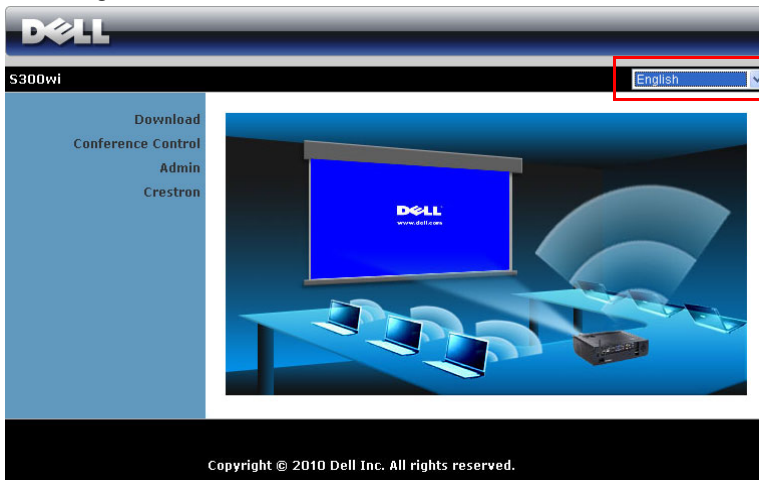 DELL
S300wi
English
Download
Conference Control
Admin
Crestron
DELL
www.dell.com
Copyright © 2010 Dell Inc. All rights reserved.